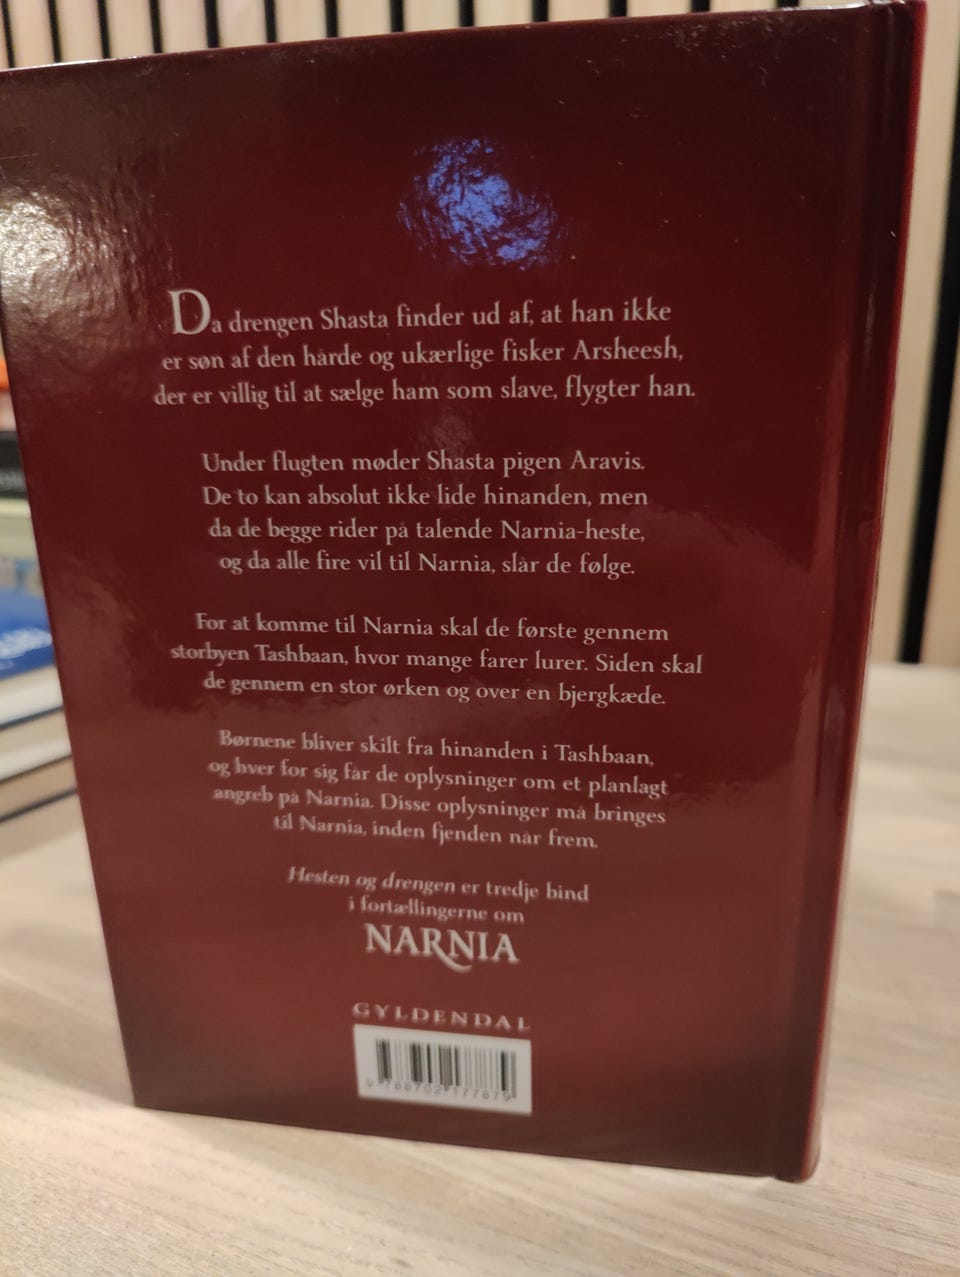 Da drengen Shasta finder ud af, at han ikke
er søn af den hårde og ukærlige fisker Arsheesh,
der er villig til at sælge ham som slave, flygter han.
Under flugten møder Shasta pigen Aravis.
De to kan absolut ikke lide hinanden, men
da de begge rider på talende Narnia-heste,
og da alle fire vil til Narnia, slår de følge.
For at komme til Narnia skal de første gennem
storbyen Tashbaan, hvor mange farer lurer. Siden skal
de gennem en stor ørken og over en bjergkæde.
Børnene bliver skilt fra hinanden i Tashbaan,
og hver for sig får de oplysninger om et planlagt
angreb på Narnia. Disse oplysninger må bringes
til Narnia, inden fjenden når frem.
Hesten og drengen er tredje bind
i fortællingerne om
NARNIA
GYLDENDAL
9 788702 177879